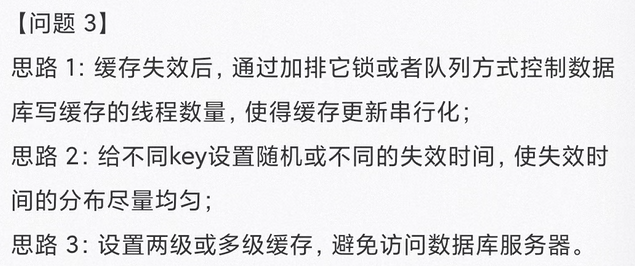 【问题 3】
思路 1: 缓存失效后, 通过加排它锁或者队列方式控制数据
库写缓存的线程数量, 使得缓存更新串行化;
思路 2: 给不同key设置随机或不同的失效时间, 使失效时
间的分布尽量均匀;
思路 3: 设置两级或多级缓存, 避免访问数据库服务器。